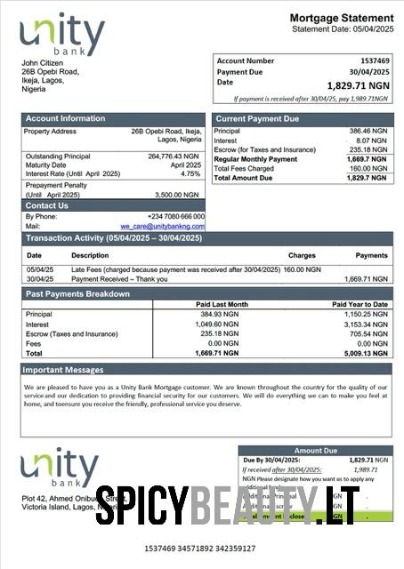 unity
bank
Mortgage Statement
Statement Date: 05/04/2025
John Citizen
26B Opebi Road,
Ikeja, Lagos,
Nigeria
Account Number 1537469
Payment Due 30/04/2025
Date 1,829.71 NGN
If payment is received after 30/04/25, pay 1,989.71NGN
Account Information
Property Address 26B Opebi Road, Ikeja,
Lagos, Nigeria
Outstanding Principal 264,776.43 NGN
Maturity Date April 2025
Interest Rate (Until April 2025) 4.75%
Prepayment Penalty
(Until April 2025) 3,500.00 NGN
Contact Us
By Phone: +234 7080 666 000
Mail: we_care@unitybankng.com
Current Payment Due
Principal 386.46 NGN
Interest 8.07 NGN
Escrow (for Taxes and Insurance) 235.18 NGN
Regular Monthly Payment 1,669.7 NGN
Total Fees Charged 160.00 NGN
Total Amount Due 1,829.7 NGN
Transaction Activity (05/04/2025 – 30/04/2025)
Date Description Charges Payments
05/04/25 Late Fees (charged because payment was received after 30/04/2025) 160.00 NGN
30/04/25 Payment Received – Thank you 1,669.71 NGN
Past Payments Breakdown
Paid Last Month Paid Year to Date
Principal 384.93 NGN 1,150.25 NGN
Interest 1,049.60 NGN 3,153.34 NGN
Escrow (Taxes and Insurance) 235.18 NGN 705.54 NGN
Fees 0.00 NGN 0.00 NGN
Total 1,669.71 NGN 5,009.13 NGN
Important Messages
We are pleased to have you as a Unity Bank Mortgage customer. We are known throughout the country for the quality of our
service and our dedication to providing financial security for our customers. We will do everything we can to make you feel at
home, and toensure you receive the friendly, professional service you deserve.
unity
bank
Plot 42, Ahmed Onibu
Victoria Island, Lagos,
Amount Due
Due By 30/04/2025: 1,829.71 NGN
If received after 30/04/2025: 1,989.71
NGN Please designate how you want us to apply any
SPICYBEAUTY.LT
1537469 34571892 342359127